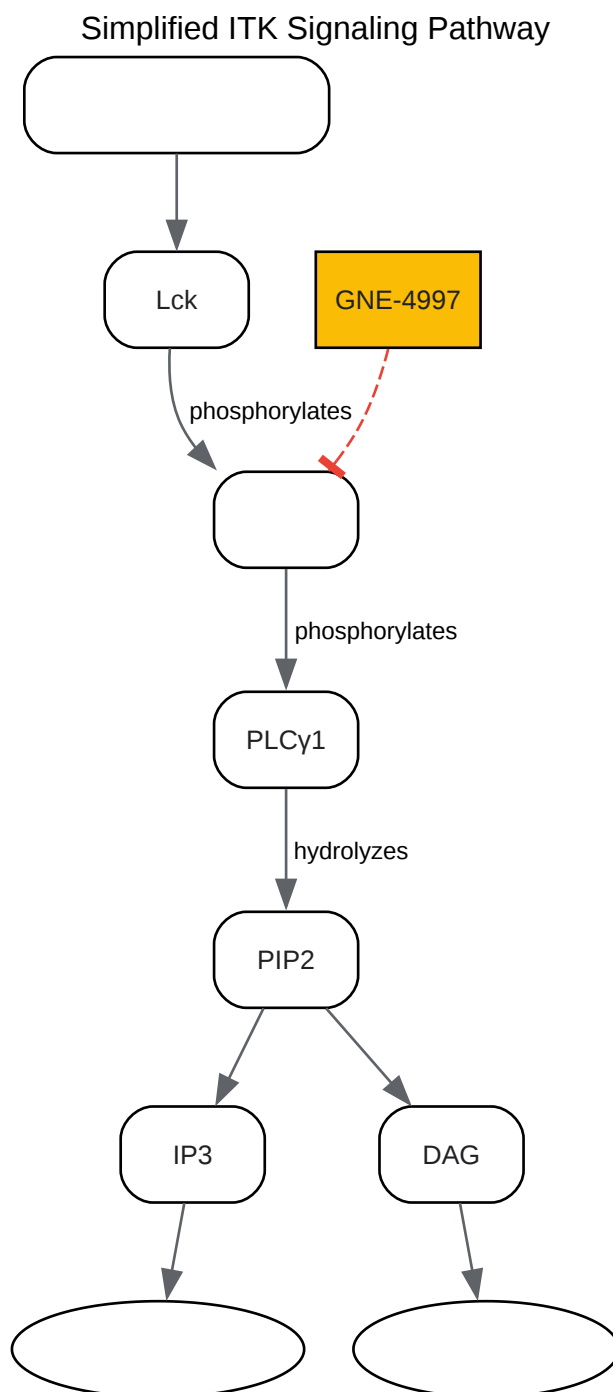 Simplified ITK Signaling Pathway
Lck
GNE-4997
phosphorylates
phosphorylates
PLCγ1
hydrolyzes
PIP2
IP3
DAG